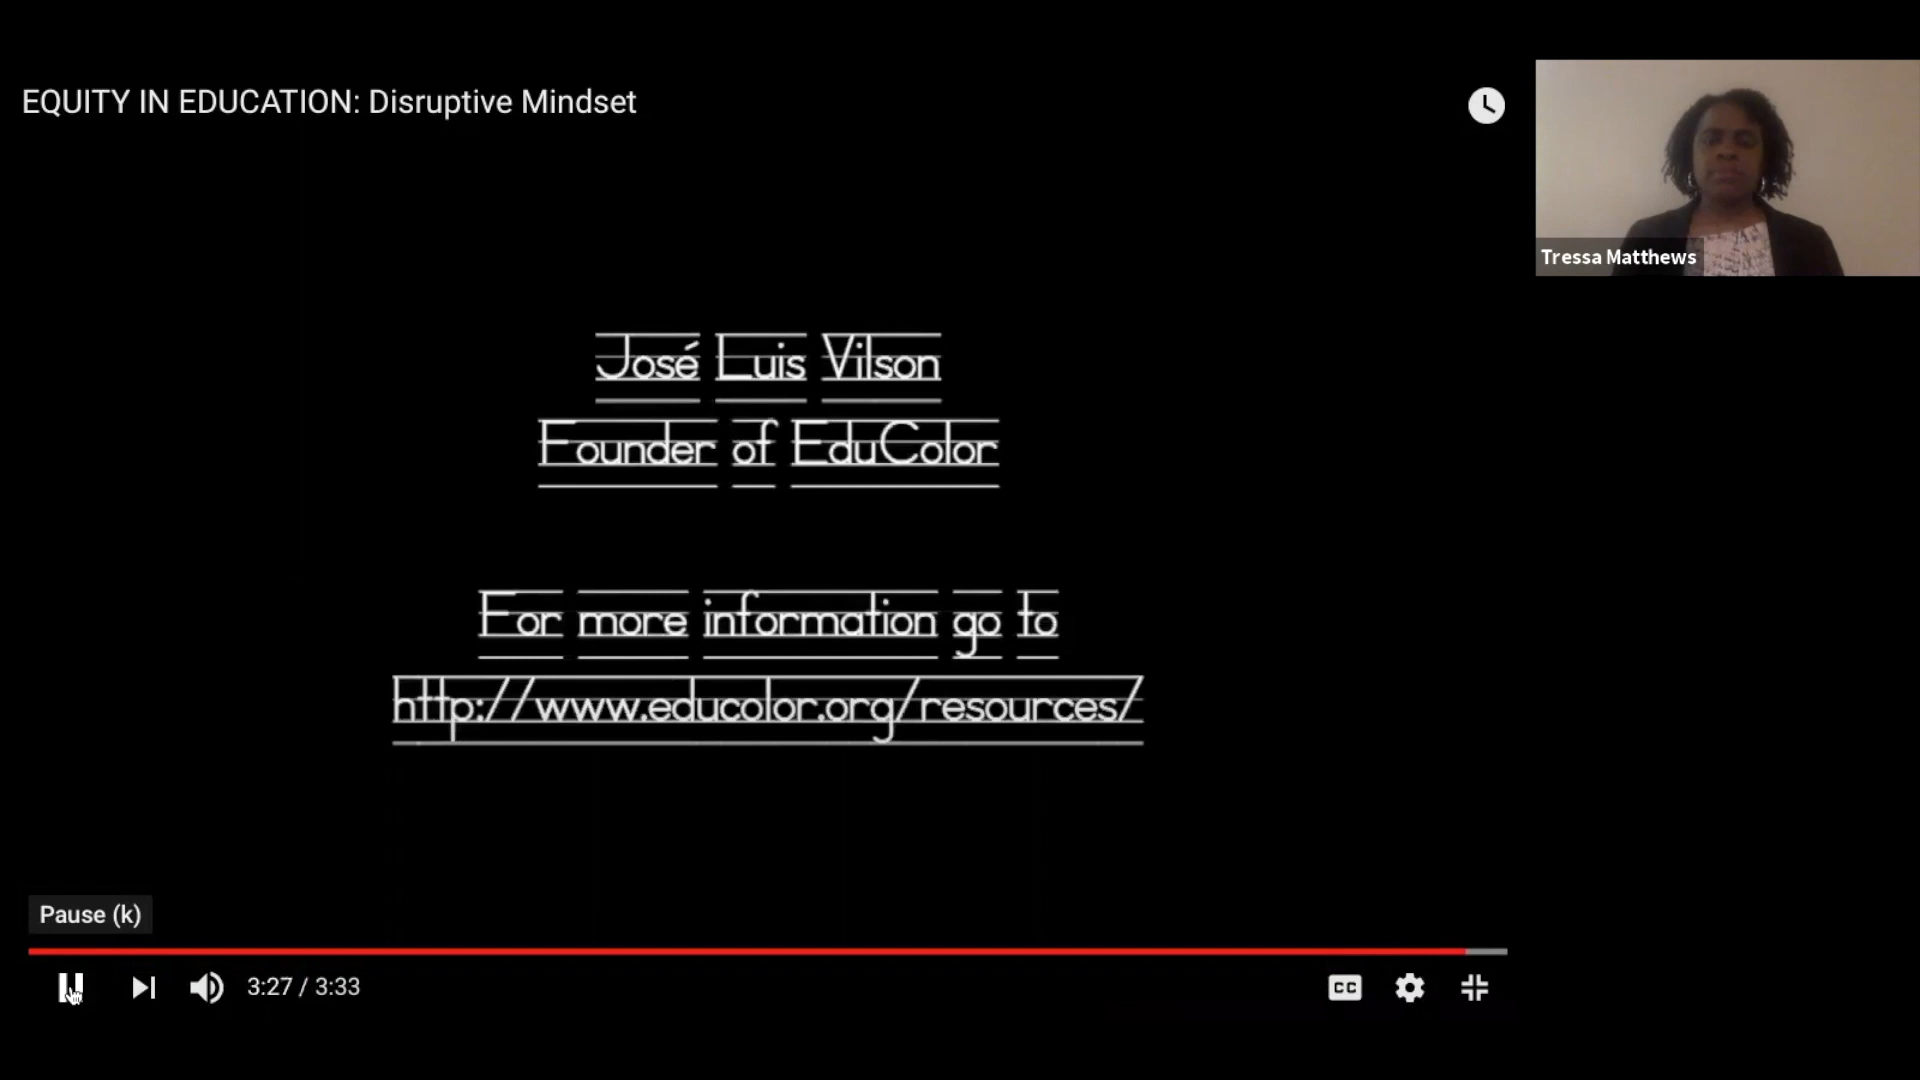 EQUITY IN EDUCATION: Disruptive Mindset
Tressa Matthews
José Luis Vilson
Founder of EduColor
For more information go to
http://www.educolor.org/resources/
Pause (k)
3:27 / 3:33
CC